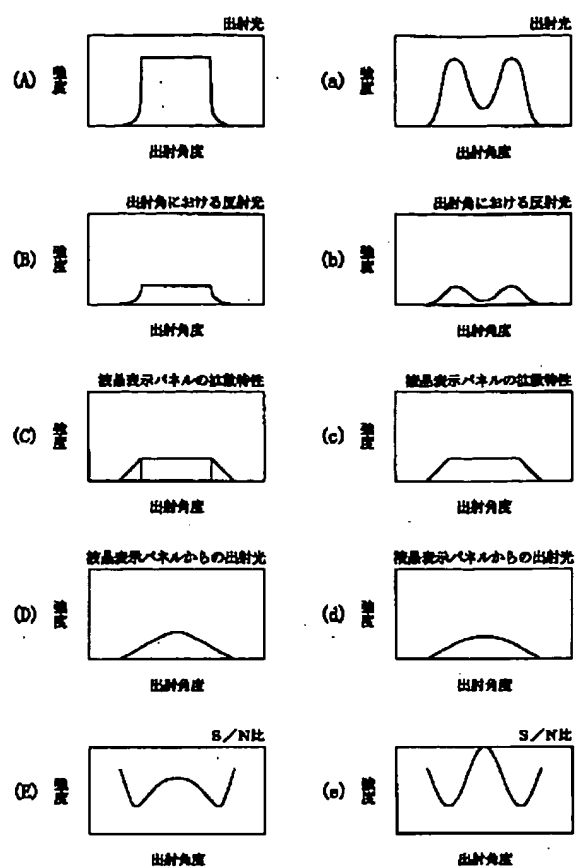 出射光
(A)
強度
出射角度
出射光
(a)
強度
出射角度
出射角における反射光
(B)
強度
出射角度
出射角における反射光
(b)
強度
出射角度
液晶表示パネルの拡散特性
(C)
強度
出射角度
液晶表示パネルの拡散特性
(c)
強度
出射角度
液晶表示パネルからの出射光
(D)
強度
出射角度
液晶表示パネルからの出射光
(d)
強度
出射角度
S/N比
(E)
強度
出射角度
S/N比
(e)
強度
出射角度